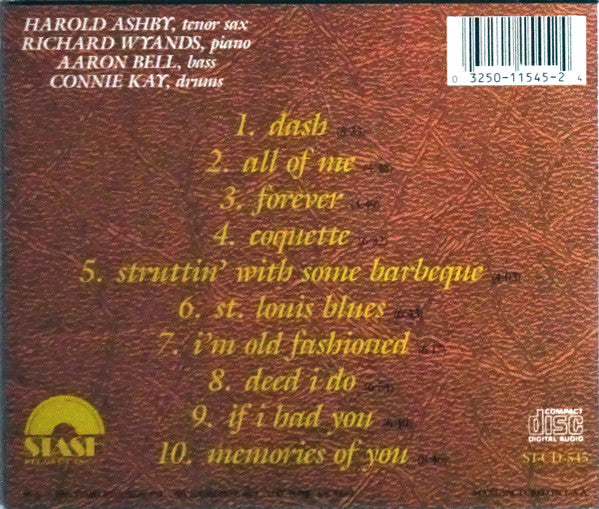 HAROLD ASHBY, tenor sax
RICHARD WYANDS, piano
AARON BELL, bass
CONNIE KAY, drums
0 3250-11545-2 4
1. dash
2. all of me
3. forever
4. coquette
5. struttin' with some barbeque
6. st. louis blues
7. i'm old fashioned
8. deed i do
9. if i had you
10. memories of you
STASH
COMPACT
disc
DIGITAL AUDIO
ST-CD-545